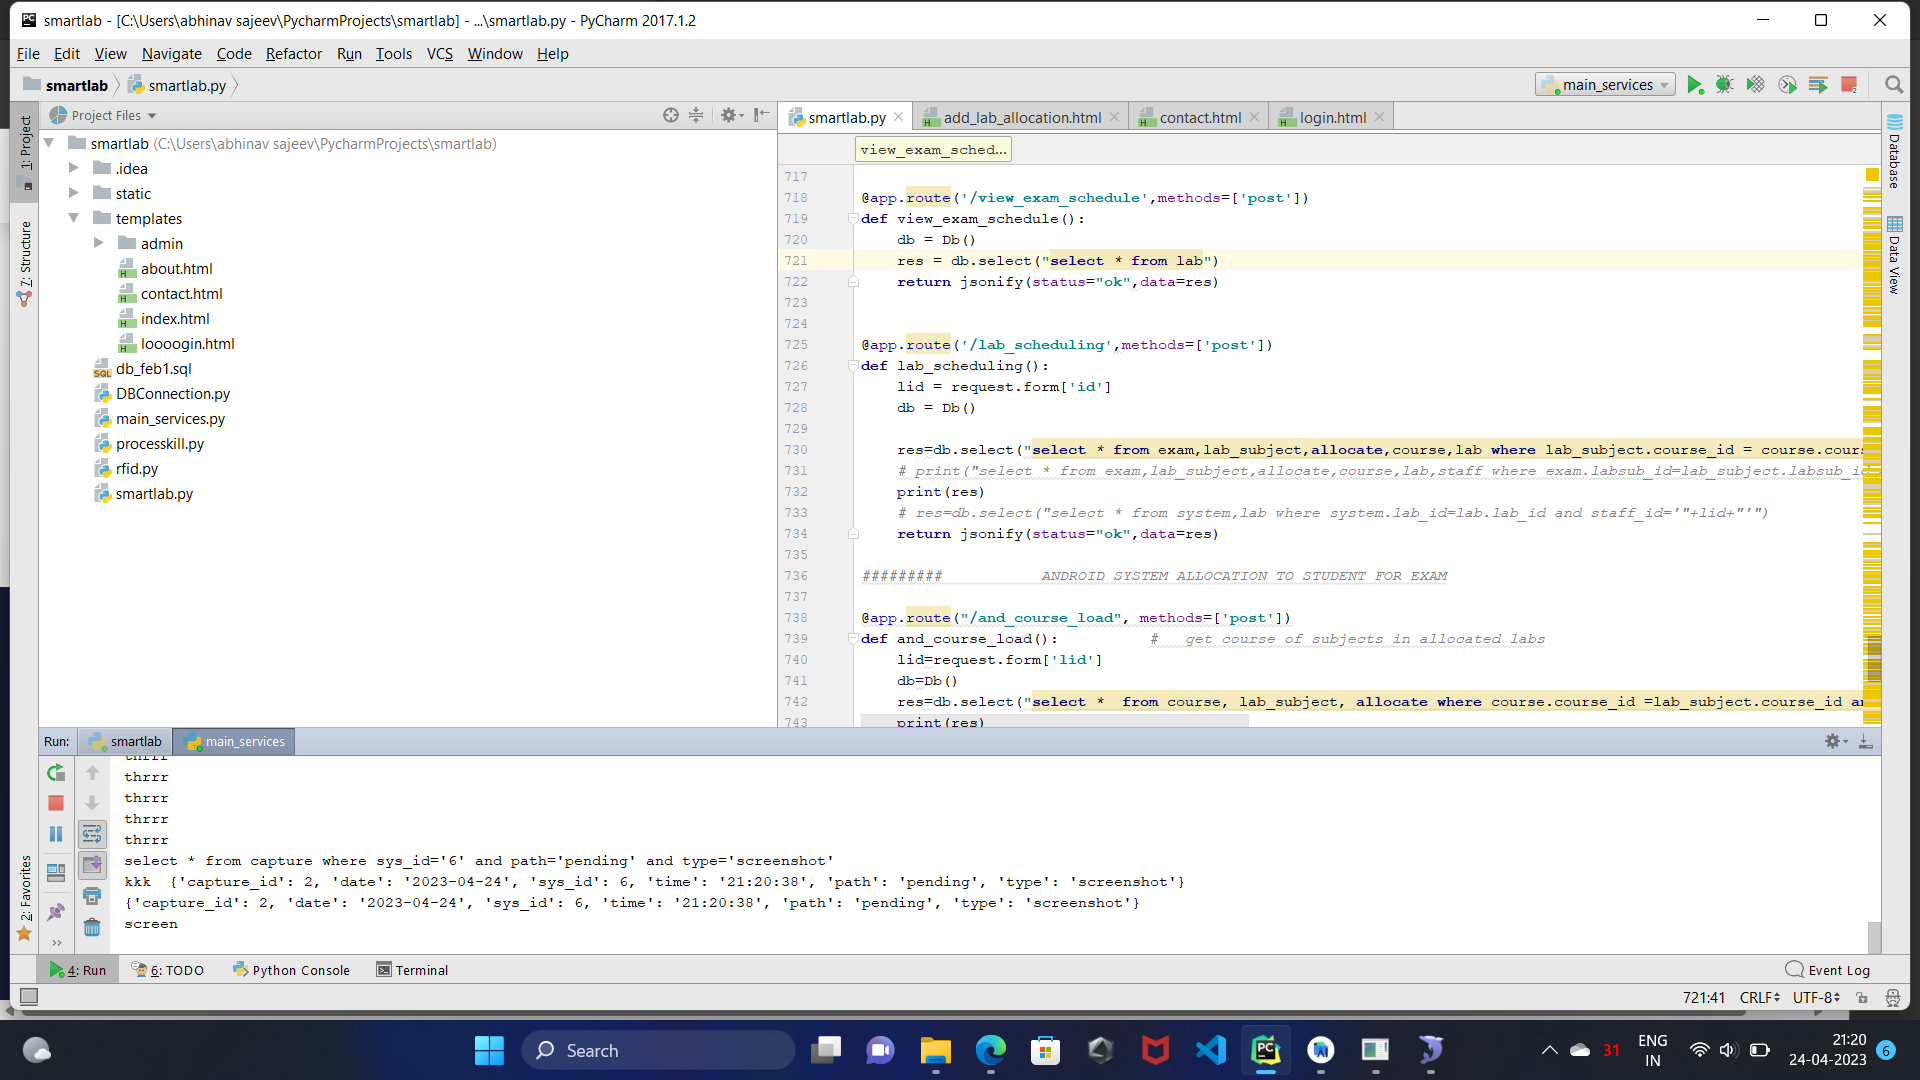 smartlab - [C:\Users\abhinav sajeev\PycharmProjects\smartlab] - ...\smartlab.py - PyCharm 2017.1.2
File Edit View Navigate Code Refactor Run Tools VCS Window Help
smartlab smartlab.py main_services
Project Files
smartlab.py add_lab_allocation.html contact.html login.html
1: Project
7: Structure
2: Favorites
smartlab (C:\Users\abhinav sajeev\PycharmProjects\smartlab)
.idea
static
templates
admin
about.html
contact.html
index.html
loooogin.html
db_feb1.sql
DBConnection.py
main_services.py
processkill.py
rfid.py
smartlab.py
view_exam_sched...
717
718 @app.route('/view_exam_schedule',methods=['post'])
719 def view_exam_schedule():
720 db = Db()
721 res = db.select("select * from lab")
722 return jsonify(status="ok",data=res)
723
724
725 @app.route('/lab_scheduling',methods=['post'])
726 def lab_scheduling():
727 lid = request.form['id']
728 db = Db()
729
730 res=db.select("select * from exam,lab_subject,allocate,course,lab where lab_subject.course_id = course.cours
731 # print("select * from exam,lab_subject,allocate,course,lab,staff where exam.labsub_id=lab_subject.labsub_id
732 print(res)
733 # res=db.select("select * from system,lab where system.lab_id=lab.lab_id and staff_id='"+lid+"'")
734 return jsonify(status="ok",data=res)
735
736 ######### ANDROID SYSTEM ALLOCATION TO STUDENT FOR EXAM
737
738 @app.route("/and_course_load", methods=['post'])
739 def and_course_load(): # get course of subjects in allocated labs
740 lid=request.form['lid']
741 db=Db()
742 res=db.select("select * from course, lab_subject, allocate where course.course_id =lab_subject.course_id an
743 print(res)
Database
Data View
Run: smartlab main_services
thrrr
thrrr
thrrr
thrrr
thrrr
select * from capture where sys_id='6' and path='pending' and type='screenshot'
kkk {'capture_id': 2, 'date': '2023-04-24', 'sys_id': 6, 'time': '21:20:38', 'path': 'pending', 'type': 'screenshot'}
{'capture_id': 2, 'date': '2023-04-24', 'sys_id': 6, 'time': '21:20:38', 'path': 'pending', 'type': 'screenshot'}
screen
4: Run 6: TODO Python Console Terminal Event Log
721:41 CRLF UTF-8
Search
31 ENG IN 21:20 24-04-2023 6